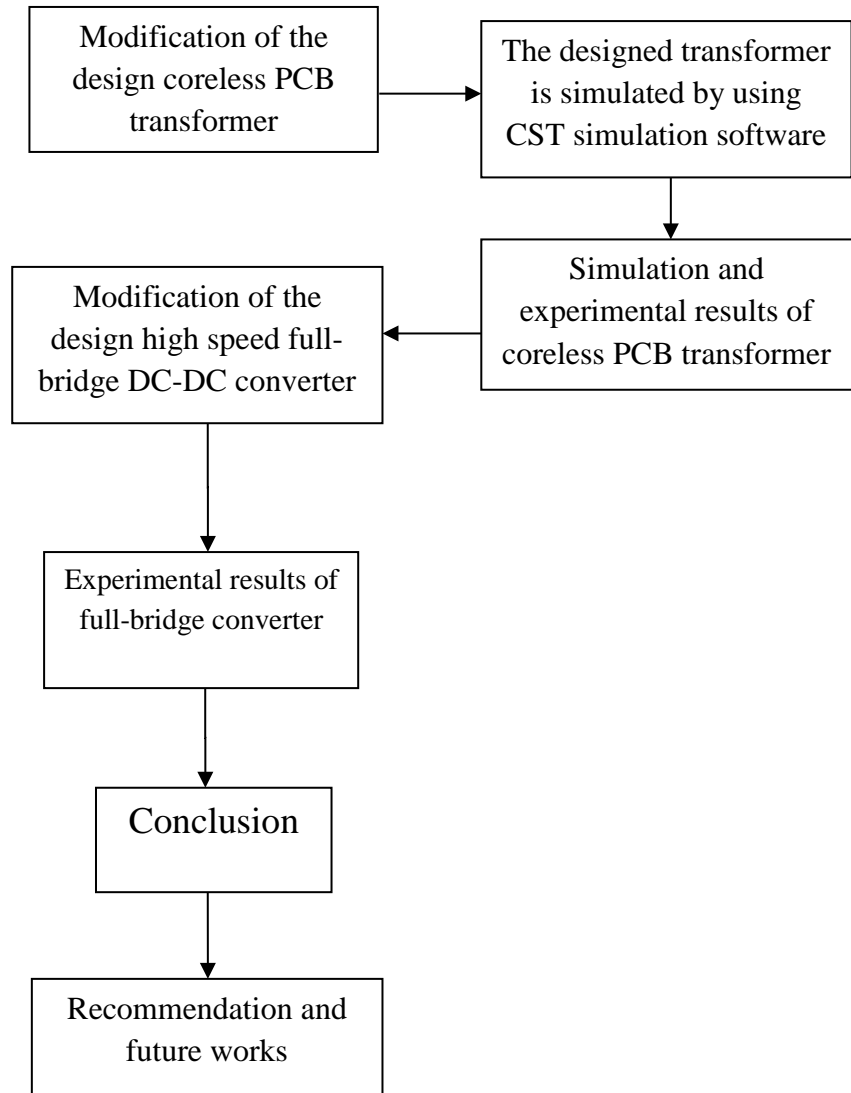 Modification of the
design coreless PCB
transformer
The designed transformer
is simulated by using
CST simulation software
Simulation and
experimental results of
coreless PCB transformer
Modification of the
design high speed full-
bridge DC-DC converter
Experimental results of
full-bridge converter
Conclusion
Recommendation and
future works